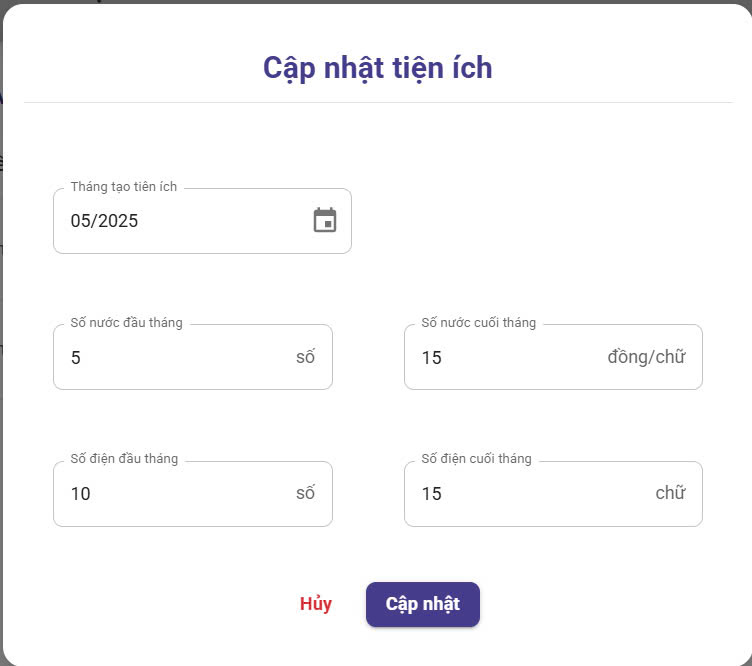 Cập nhật tiện ích
Tháng tạo tiên ích
05/2025
Số nước đầu tháng
5 số
Số nước cuối tháng
15 đồng/chữ
Số điện đầu tháng
10 số
Số điện cuối tháng
15 chữ
Hủy
Cập nhật